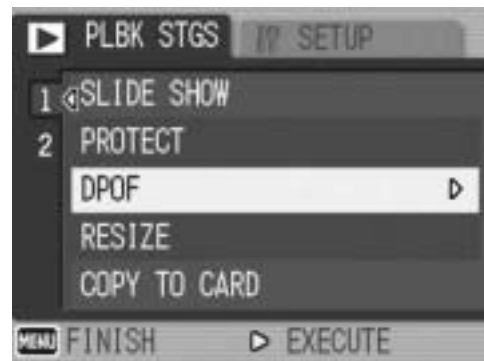 PLBK STGS SETUP
1 SLIDE SHOW
2 PROTECT
DPOF
RESIZE
COPY TO CARD
MENU FINISH EXECUTE